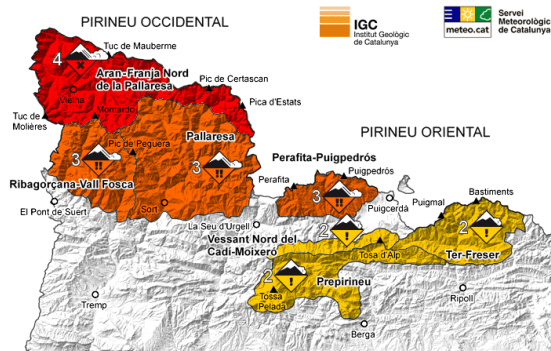 PIRINEU OCCIDENTAL
IGC
Institut Geològic
de Catalunya
meteo.cat
Servei
Meteorològic
de Catalunya
4
Tuc de Mauberme
Aran-Franja Nord
de la Pallaresa
Pic de Certascan
Vielha
Montardo
Pica d'Estats
Tuc de
Molières
Pallaresa
PIRINEU ORIENTAL
Pic de Peguera
3
!!
3
!!
Perafita-Puigpedrós
Puigpedrós
Ribagorçana-Vall Fosca
Perafita
3
!!
Bastiments
El Pont de Suert
Sort
Puigcerdà
Puigmal
La Seu d'Urgell
2
!
2
!
Vessant Nord del
Cadí-Moixeró
Tosa d'Alp
Ter-Freser
2
!
Prepirineu
Tossa
Pelada
Tremp
Ripoll
Berga